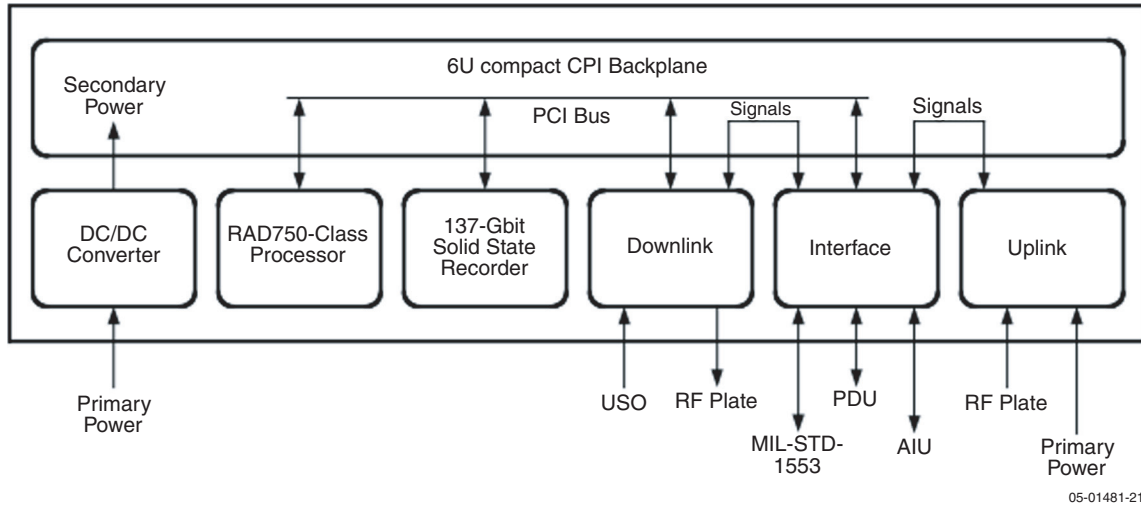 6U compact CPI Backplane
Secondary
Power
PCI Bus
Signals
Signals
DC/DC
Converter
RAD750-Class
Processor
137-Gbit
Solid State
Recorder
Downlink
Interface
Uplink
Primary
Power
USO
RF Plate
MIL-STD-
1553
PDU
AIU
RF Plate
Primary
Power
05-01481-21